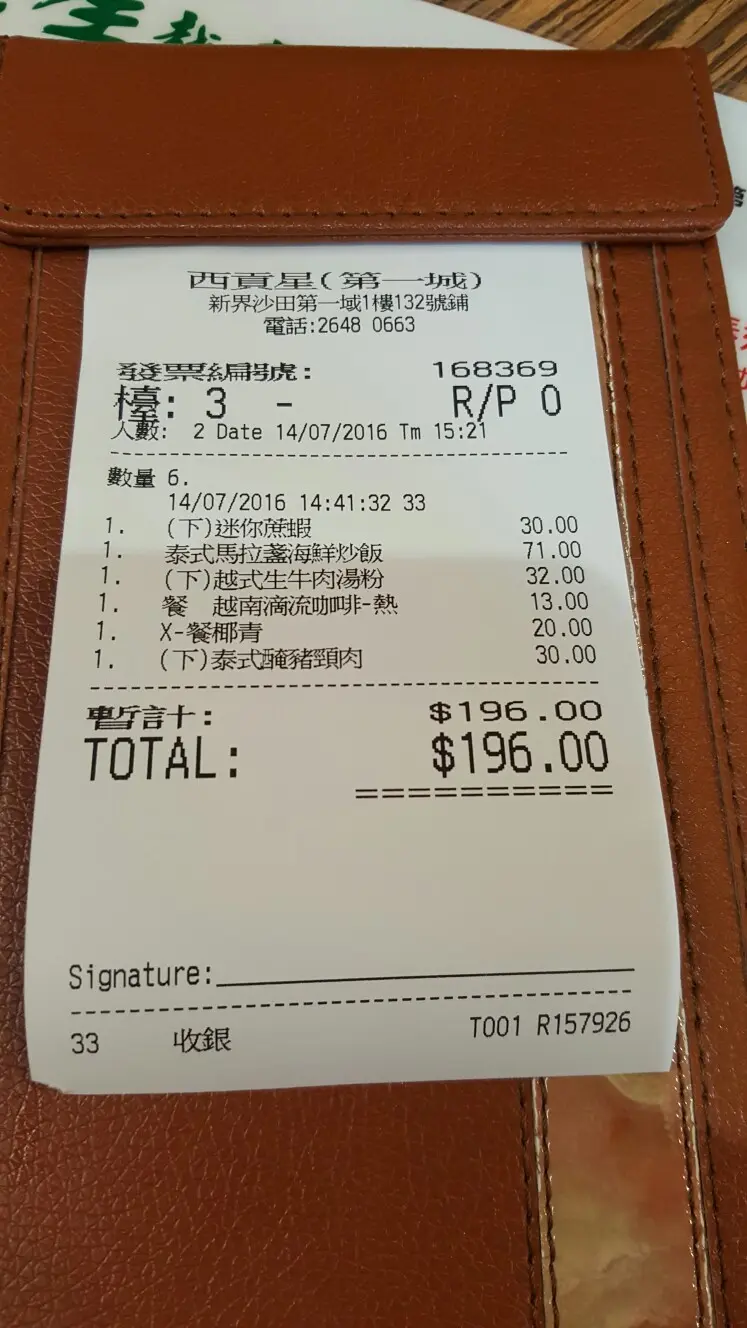 西貢星(第一城)
新界沙田第一域1樓132號鋪
電話:2648 0663
發票編號: 168369
檯: 3 - R/P 0
人數: 2 Date 14/07/2016 Tm 15:21
數量 6.
14/07/2016 14:41:32 33
1. (下)迷你蔗蝦 30.00
1. 泰式馬拉盞海鮮炒飯 71.00
1. (下)越式生牛肉湯粉 32.00
1. 餐 越南滴流咖啡-熱 13.00
1. X-餐椰青 20.00
1. (下)泰式醃豬頸肉 30.00
暫計: $196.00
TOTAL: $196.00
==========
Signature:
33 收銀 T001 R157926